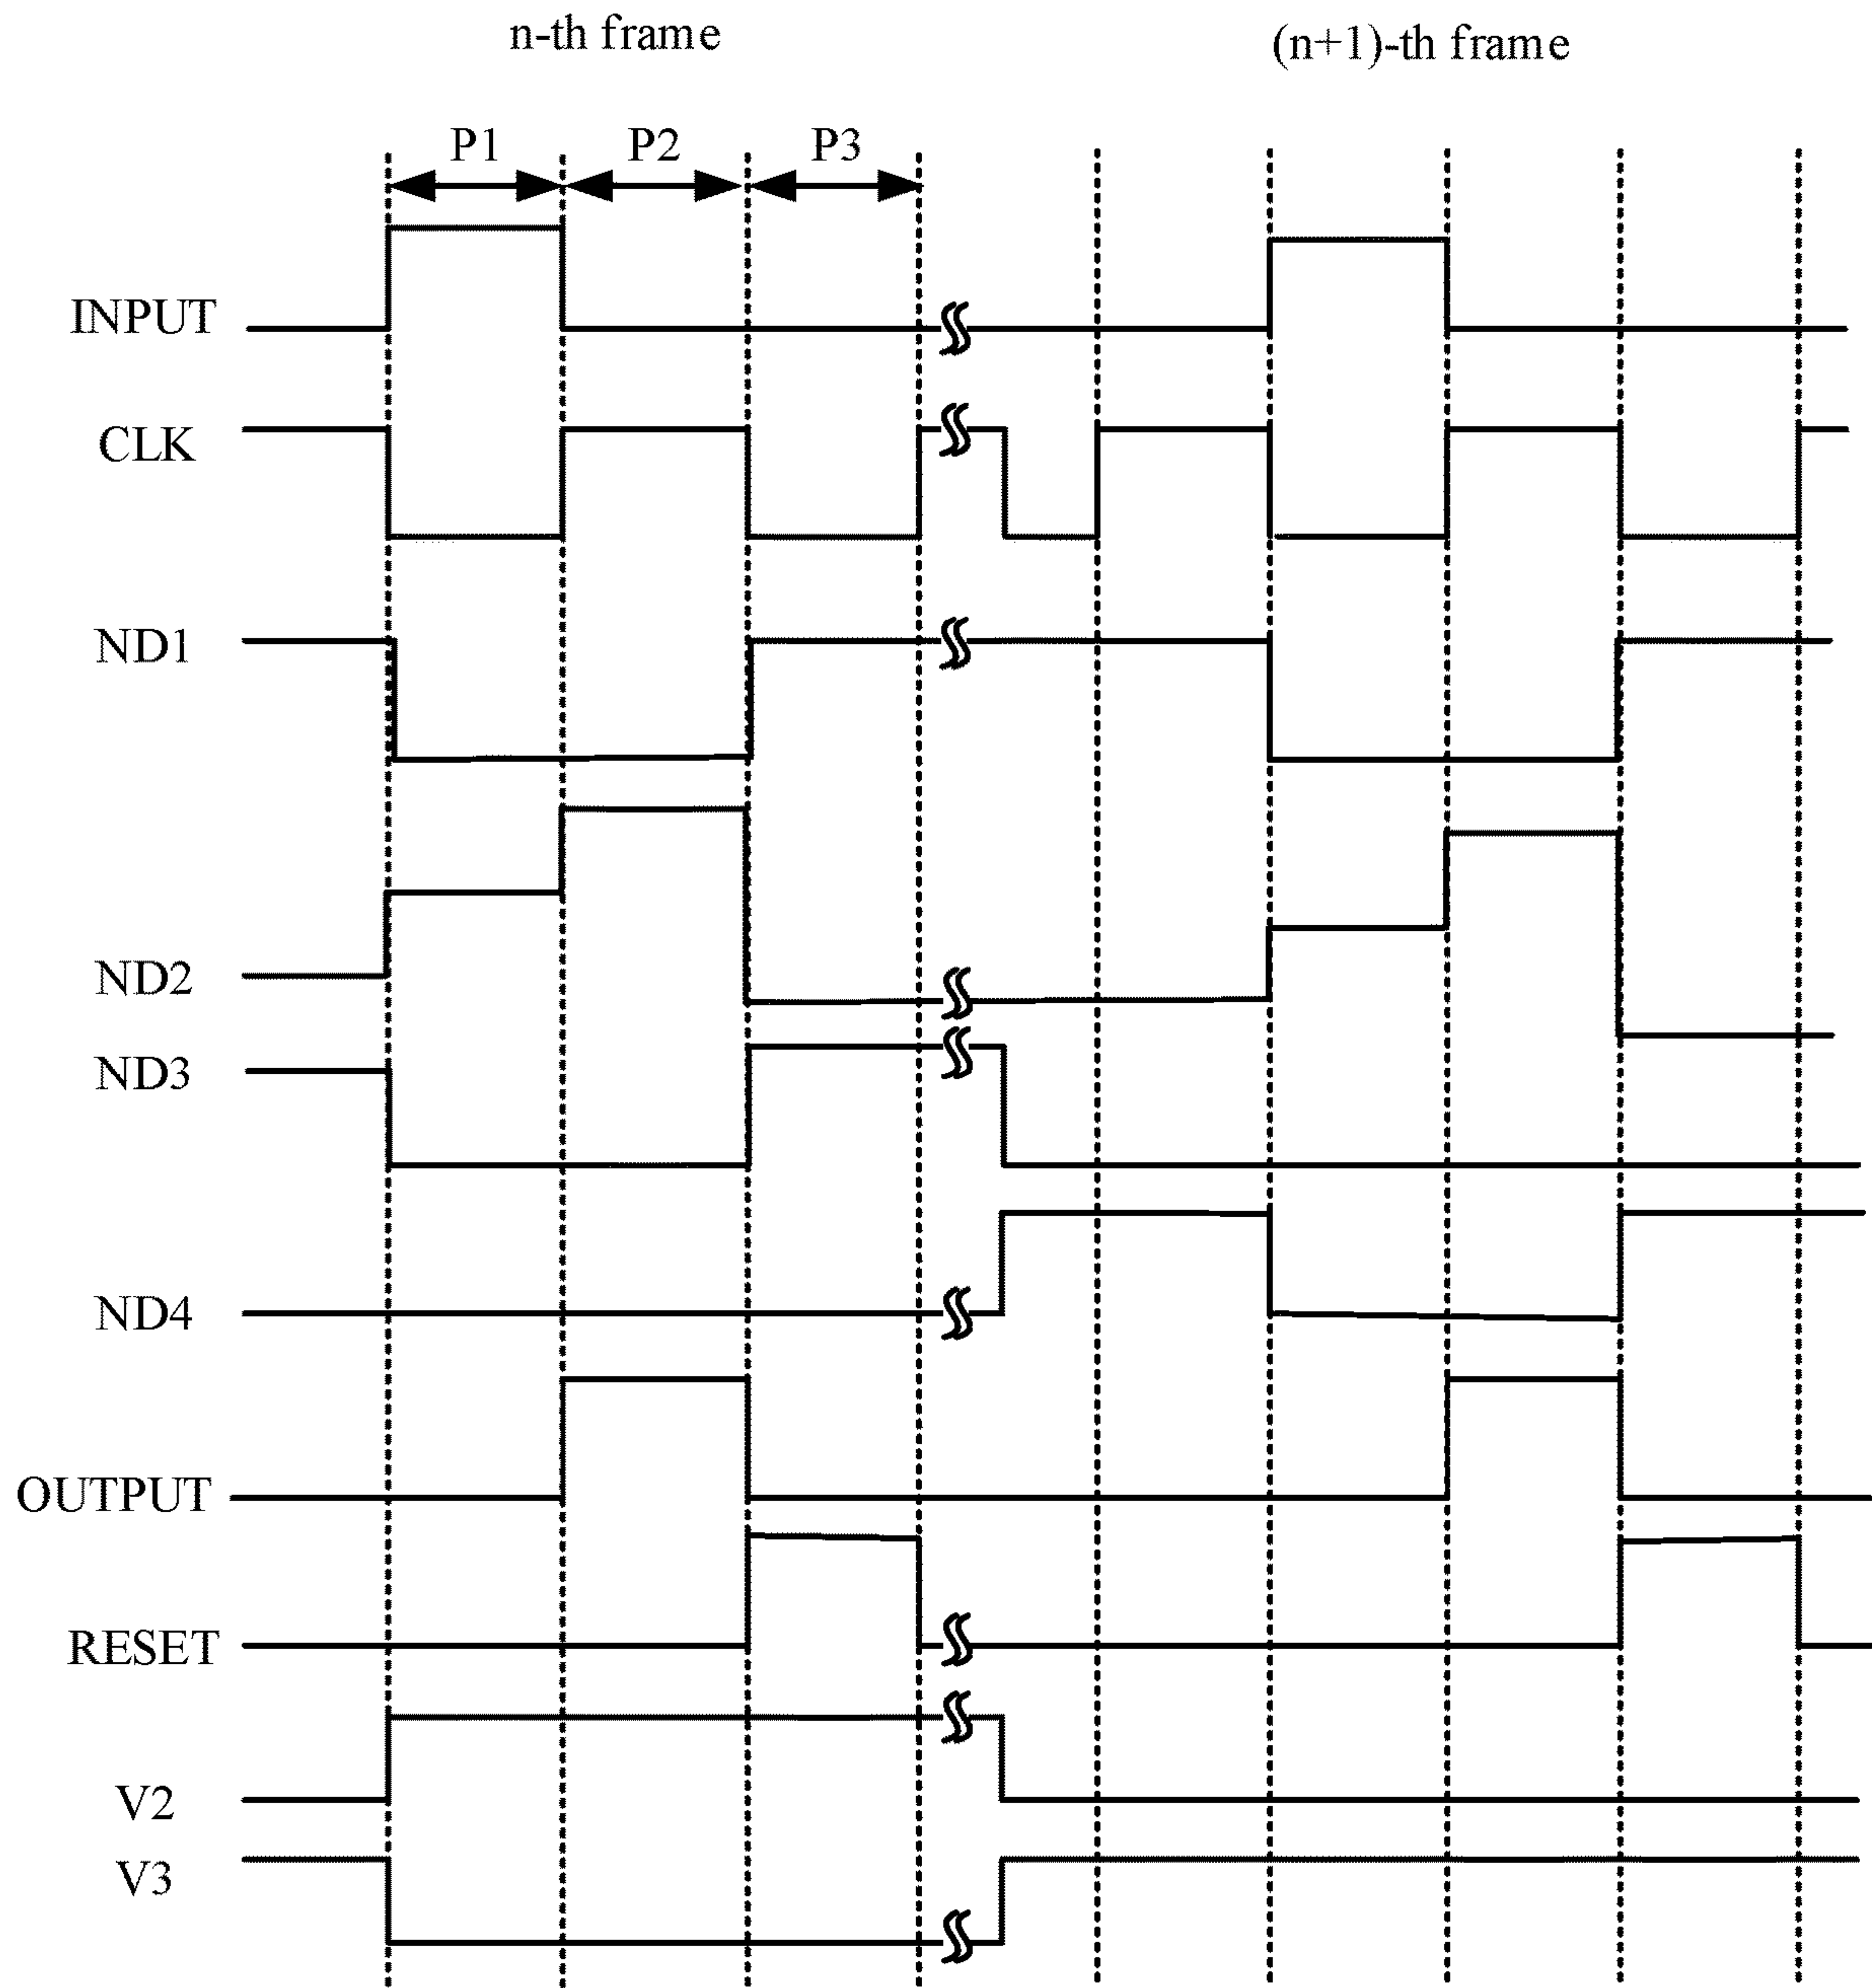 n-th frame
(n+1)-th frame
P1 P2 P3
INPUT
CLK
ND1
ND2
ND3
ND4
OUTPUT
RESET
V2
V3